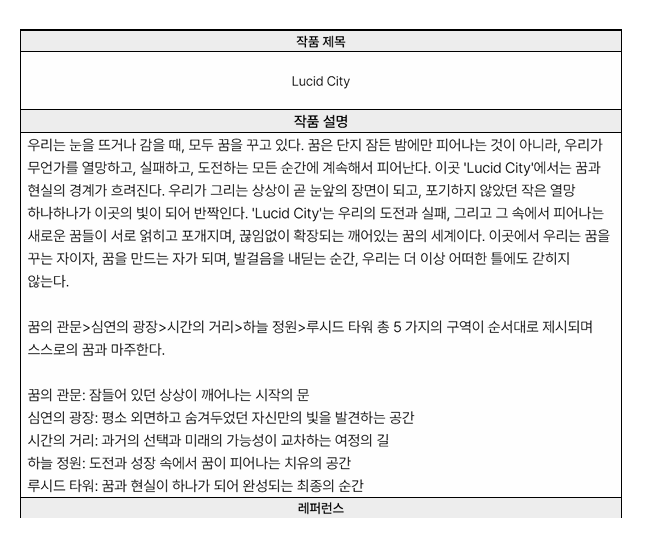 작품 제목
Lucid City
작품 설명
우리는 눈을 뜨거나 감을 때, 모두 꿈을 꾸고 있다. 꿈은 단지 잠든 밤에만 피어나는 것이 아니라, 우리가
무언가를 열망하고, 실패하고, 도전하는 모든 순간에 계속해서 피어난다. 이곳 'Lucid City'에서는 꿈과
현실의 경계가 흐려진다. 우리가 그리는 상상이 곧 눈앞의 장면이 되고, 포기하지 않았던 작은 열망
하나하나가 이곳의 빛이 되어 반짝인다. 'Lucid City'는 우리의 도전과 실패, 그리고 그 속에서 피어나는
새로운 꿈들이 서로 얽히고 포개지며, 끊임없이 확장되는 깨어있는 꿈의 세계이다. 이곳에서 우리는 꿈을
꾸는 자이자, 꿈을 만드는 자가 되며, 발걸음을 내딛는 순간, 우리는 더 이상 어떠한 틀에도 갇히지
않는다.
꿈의 관문>심연의 광장>시간의 거리>하늘 정원>루시드 타워 총 5 가지의 구역이 순서대로 제시되며
스스로의 꿈과 마주한다.
꿈의 관문: 잠들어 있던 상상이 깨어나는 시작의 문
심연의 광장: 평소 외면하고 숨겨두었던 자신만의 빛을 발견하는 공간
시간의 거리: 과거의 선택과 미래의 가능성이 교차하는 여정의 길
하늘 정원: 도전과 성장 속에서 꿈이 피어나는 치유의 공간
루시드 타워: 꿈과 현실이 하나가 되어 완성되는 최종의 순간
레퍼런스